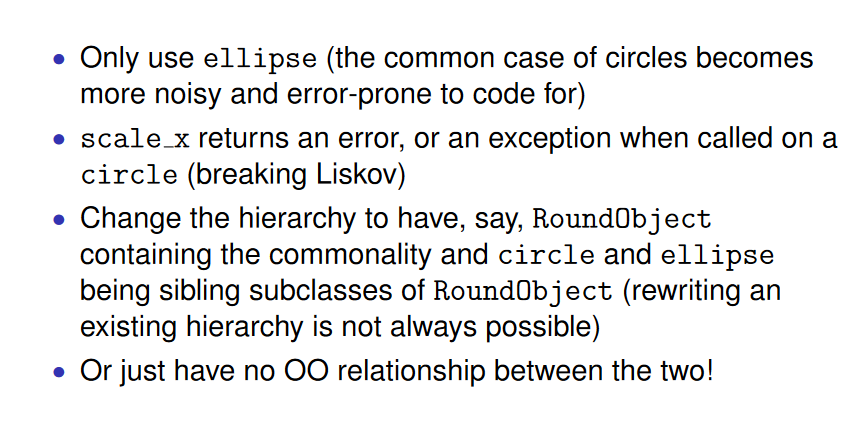 • Only use ellipse (the common case of circles becomes
more noisy and error-prone to code for)
• scale_x returns an error, or an exception when called on a
circle (breaking Liskov)
• Change the hierarchy to have, say, RoundObject
containing the commonality and circle and ellipse
being sibling subclasses of RoundObject (rewriting an
existing hierarchy is not always possible)
• Or just have no OO relationship between the two!